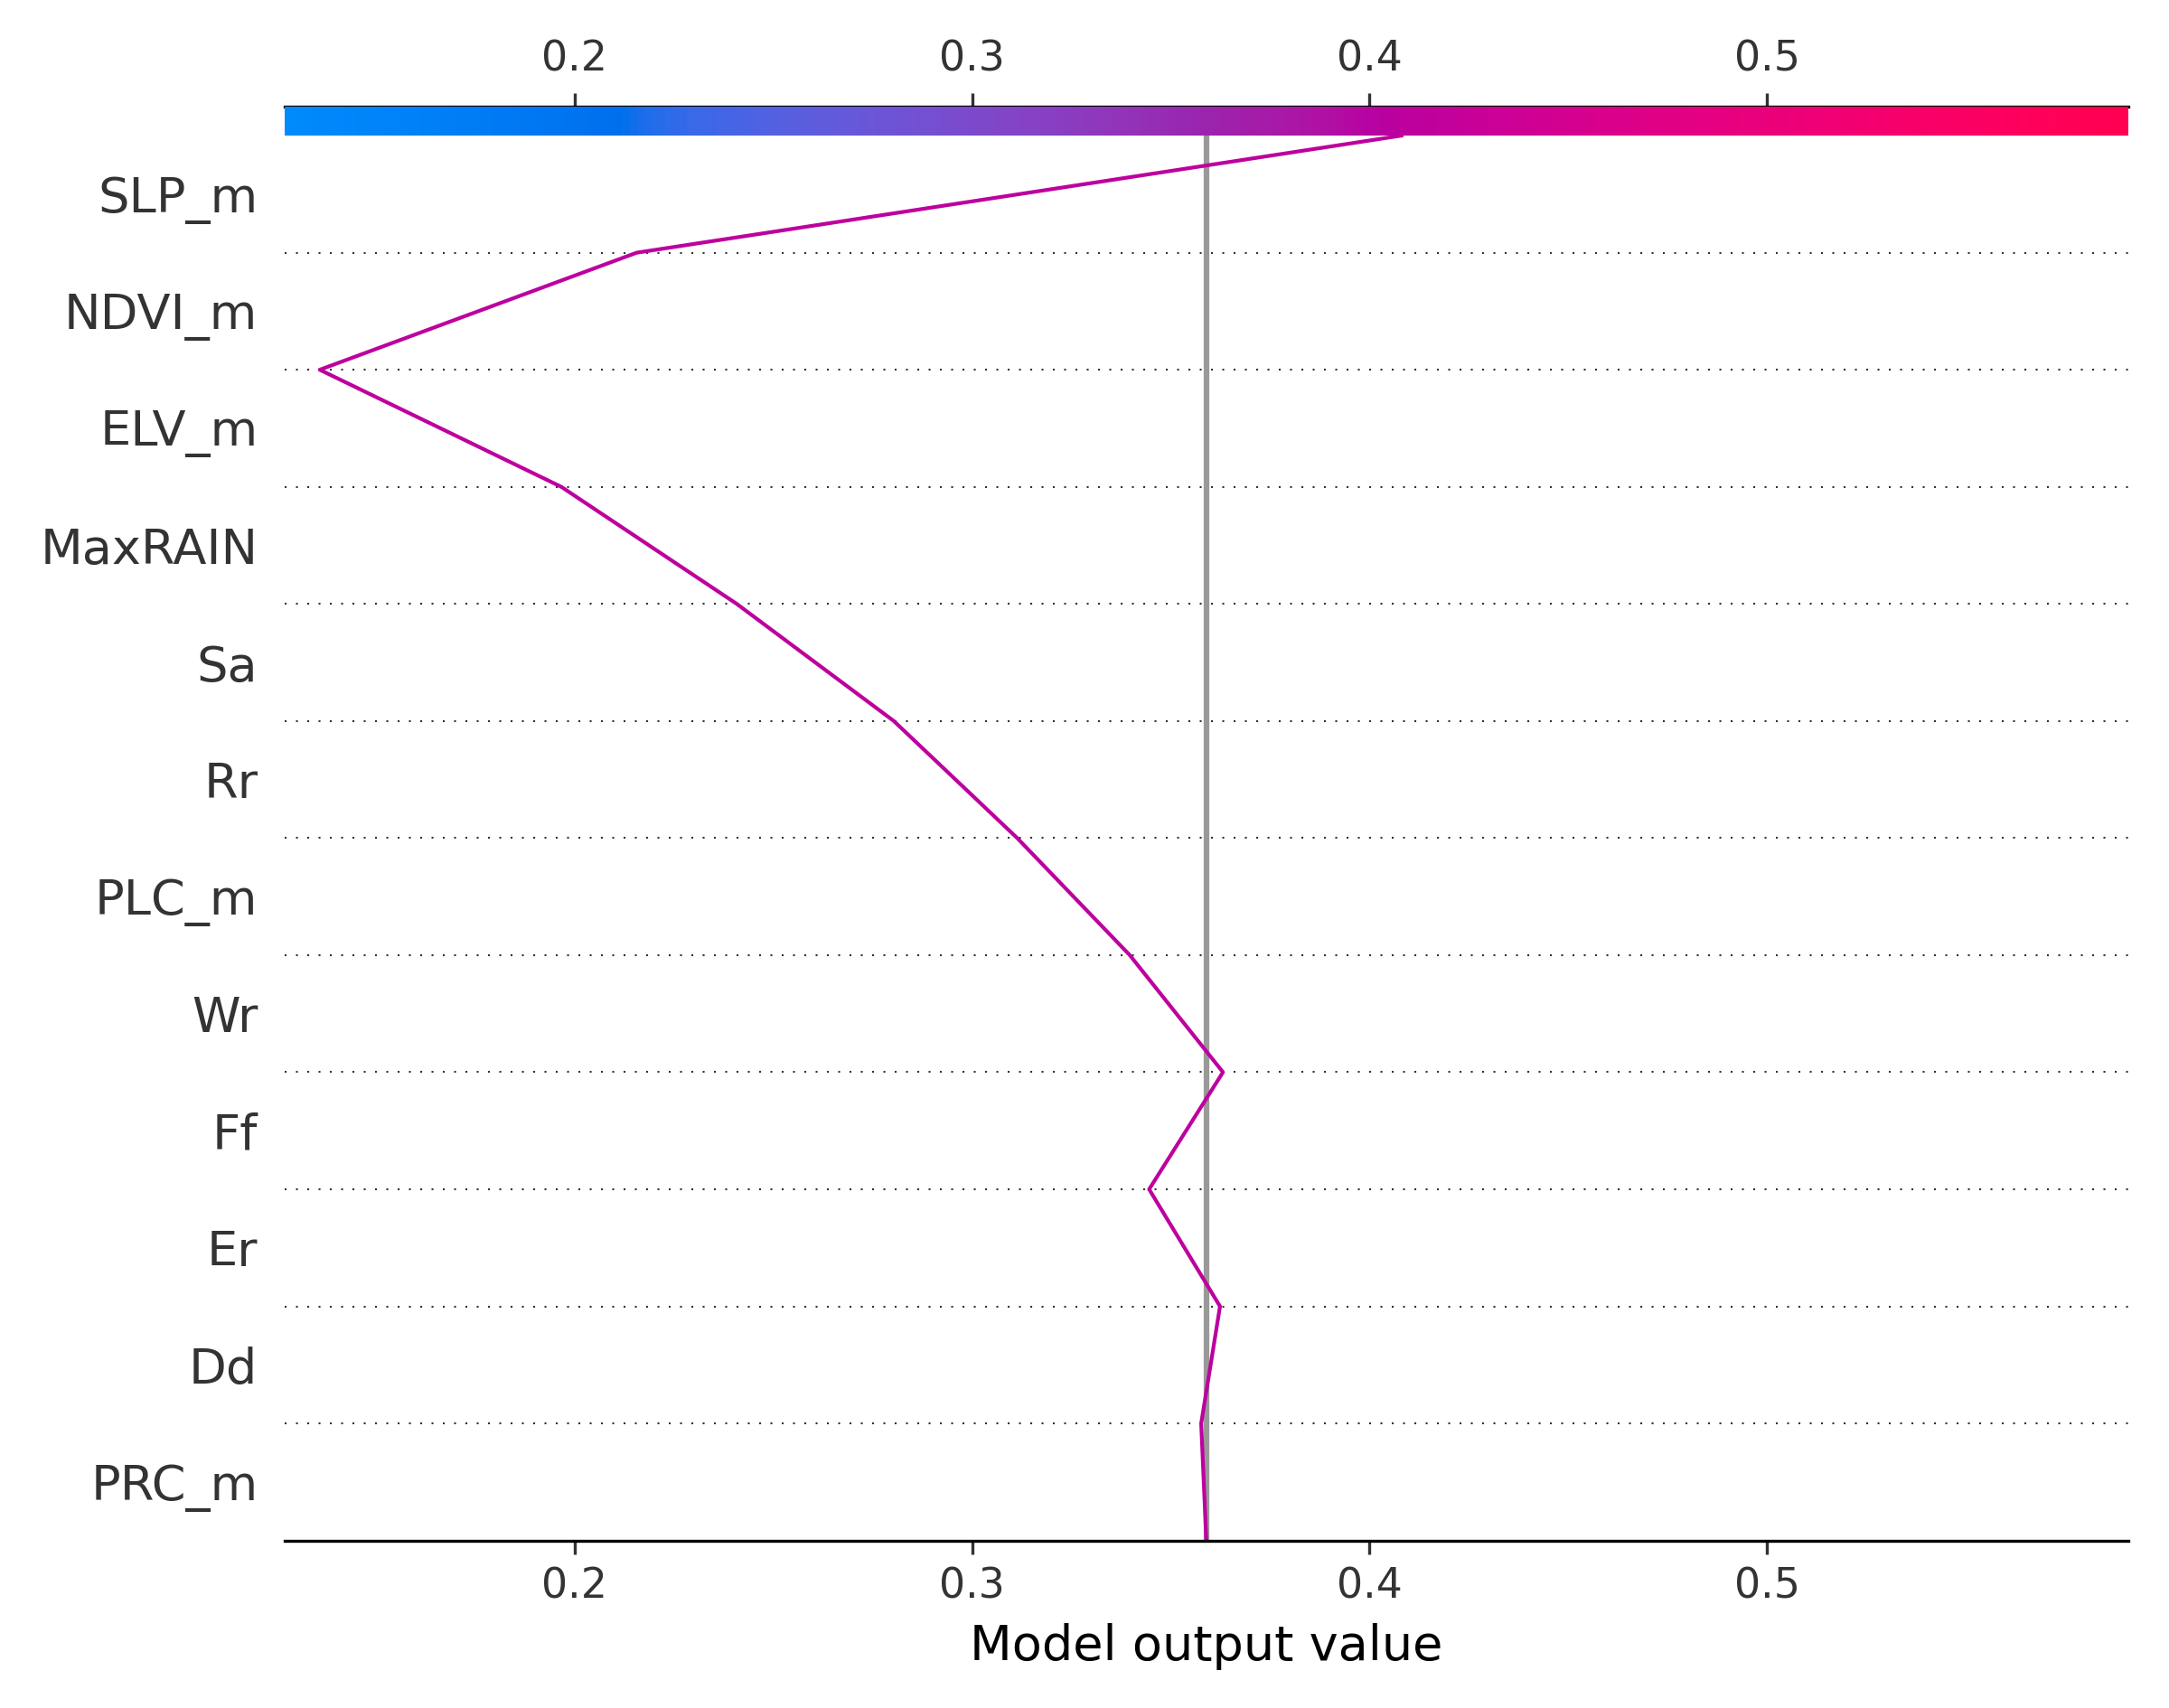 0.2 0.3 0.4 0.5
SLP_m
NDVI_m
ELV_m
MaxRAIN
Sa
Rr
PLC_m
Wr
Ff
Er
Dd
PRC_m
0.2 0.3 0.4 0.5
Model output value